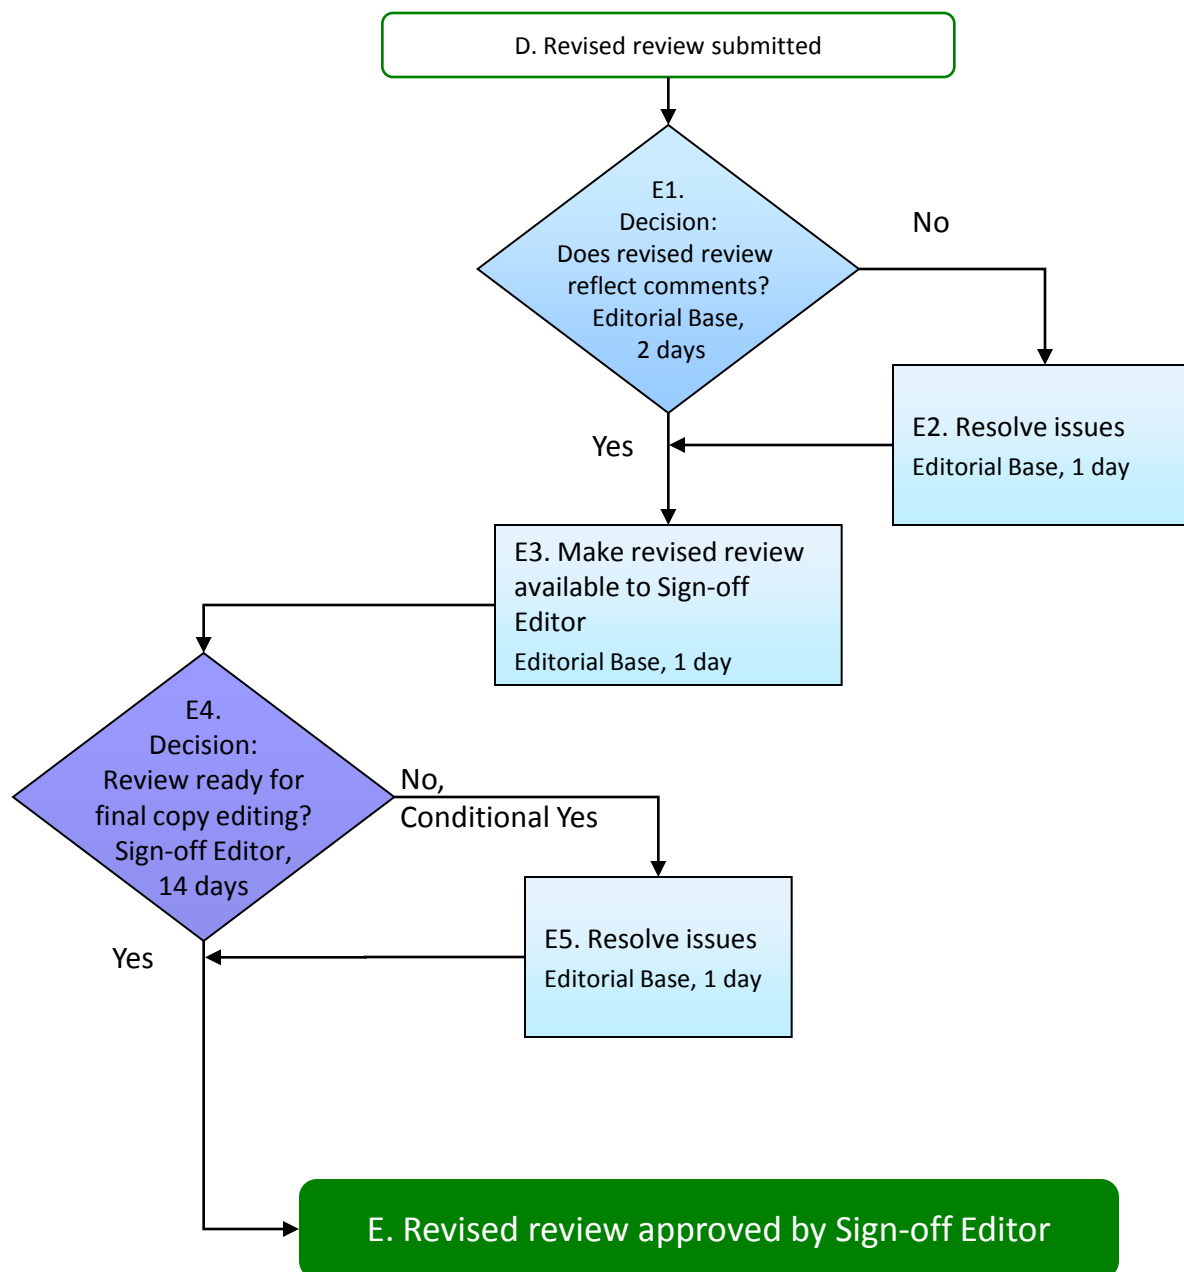 D. Revised review submitted
E1.
Decision:
Does revised review
reflect comments?
Editorial Base,
2 days
No
E2. Resolve issues
Editorial Base, 1 day
Yes
E3. Make revised review
available to Sign-off
Editor
Editorial Base, 1 day
E4.
Decision:
Review ready for
final copy editing?
Sign-off Editor,
14 days
No,
Conditional Yes
E5. Resolve issues
Editorial Base, 1 day
Yes
E. Revised review approved by Sign-off Editor